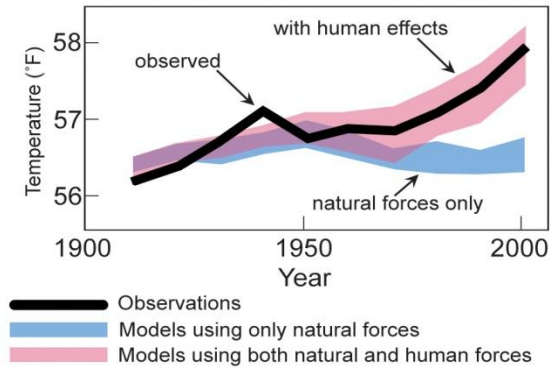 58
57
56
Temperature (°F)
with human effects
observed
natural forces only
1900
1950
2000
Year
Observations
Models using only natural forces
Models using both natural and human forces